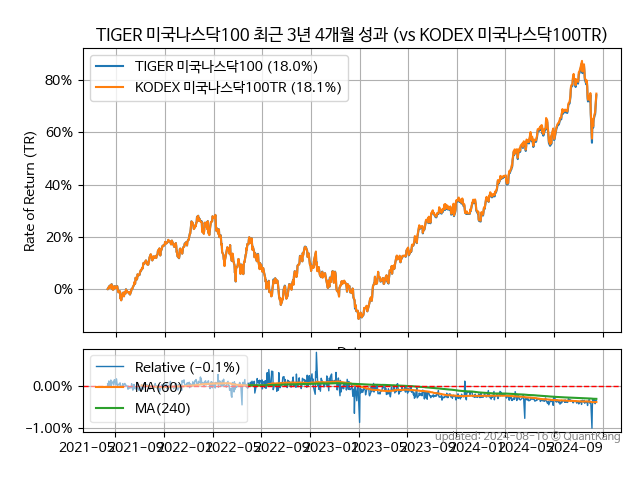 TIGER 미국나스닥100 최근 3년 4개월 성과 (vs KODEX 미국나스닥100TR)
TIGER 미국나스닥100 (18.0%)
KODEX 미국나스닥100TR (18.1%)
Rate of Return (TR)
80%
60%
40%
20%
0%
Relative (−0.1%)
MA(60)
MA(240)
0.00%
−1.00%
2021-05 2021-09 2022-01 2022-05 2022-09 2023-01 2023-05 2023-09 2024-01 2024-05 2024-09
updated: 2024-08-16 © QuantKang